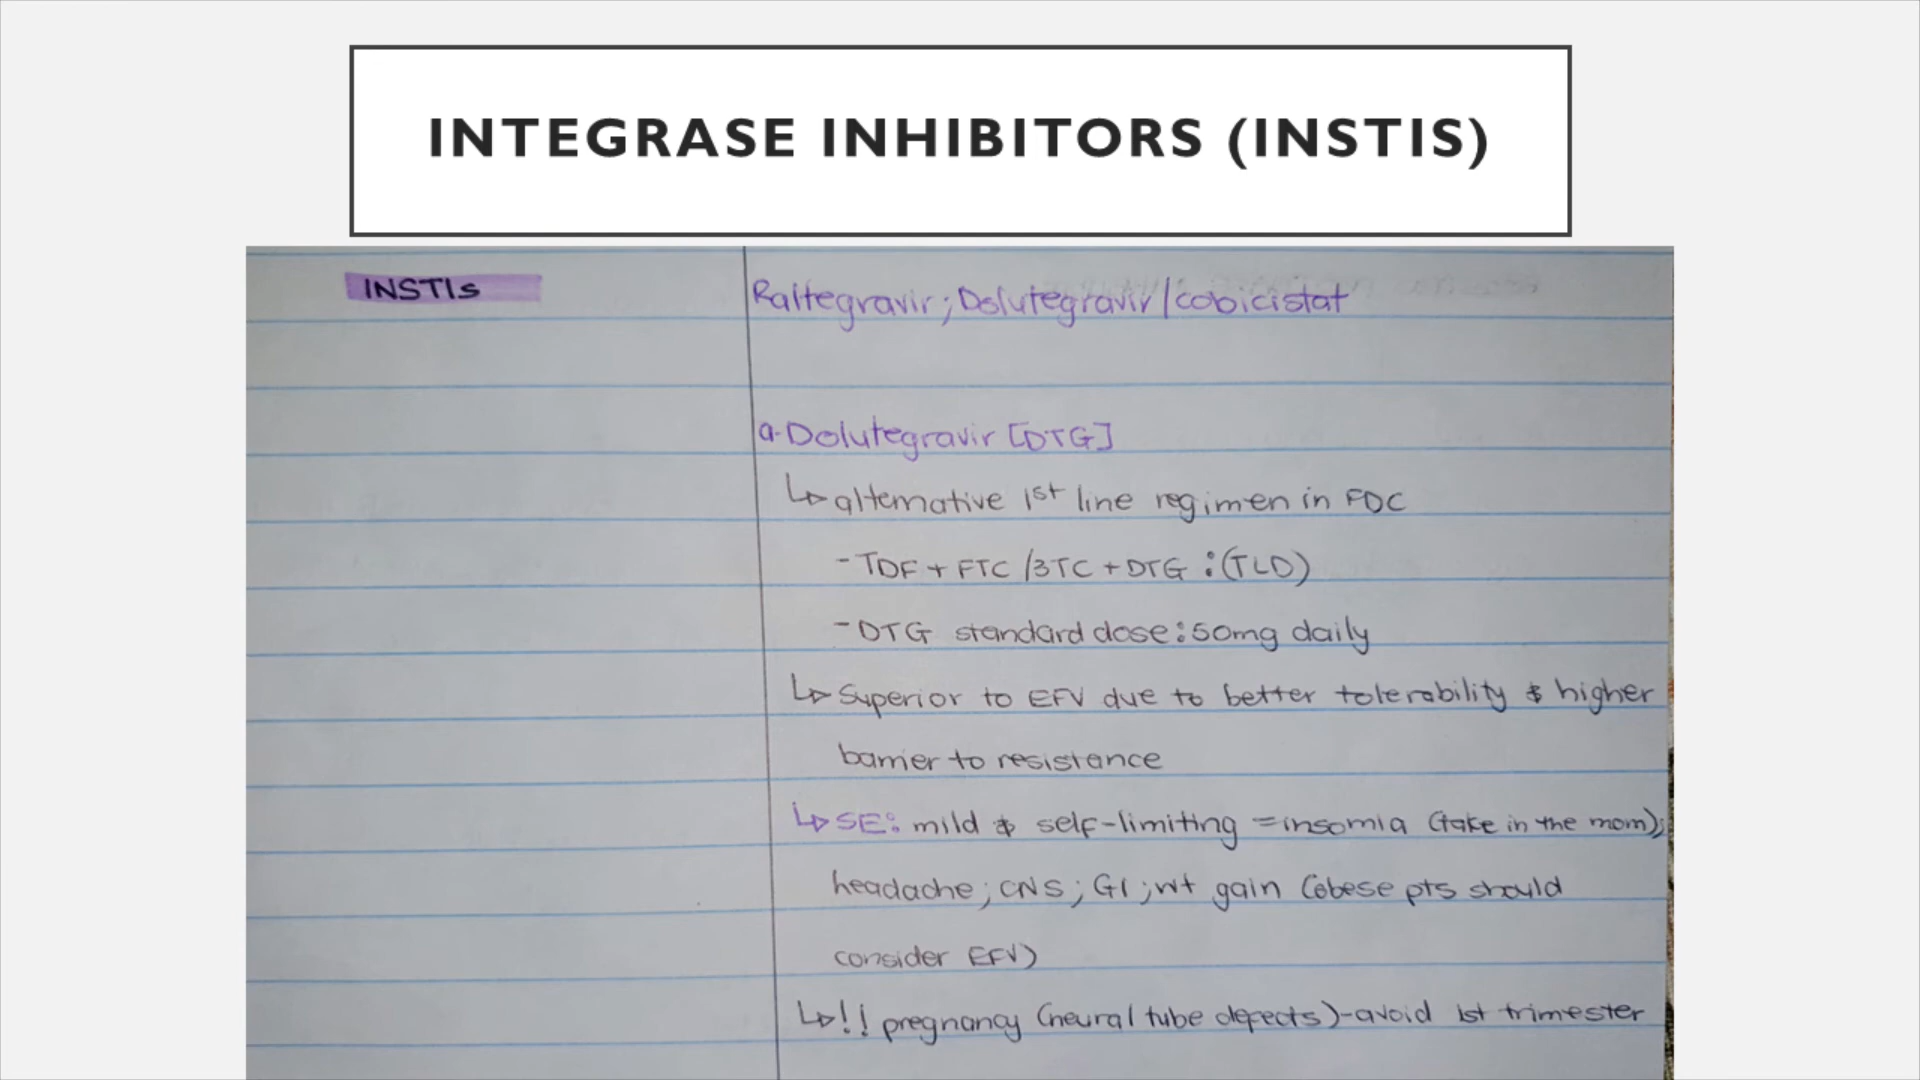 INTEGRASE INHIBITORS (INSTIS)
INSTIs
Raltegravir; Dolutegravir/cobicistat
a. Dolutegravir [DTG]
↳ alternative 1st line regimen in FDC
- TDF + FTC /3TC + DTG : (TLD)
- DTG standard dose: 50mg daily
↳ Superior to EFV due to better tolerability & higher
barrier to resistance
↳ SE: mild & self-limiting = insomia (take in the morn);
headache; CNS; GI; wt gain (obese pts should
consider EFV)
↳ !! pregnancy (neural tube defects) - avoid 1st trimester